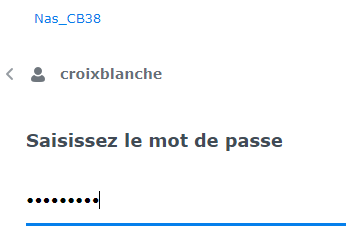 Nas_CB38
croixblanche
Saisissez le mot de passe
•••••••••